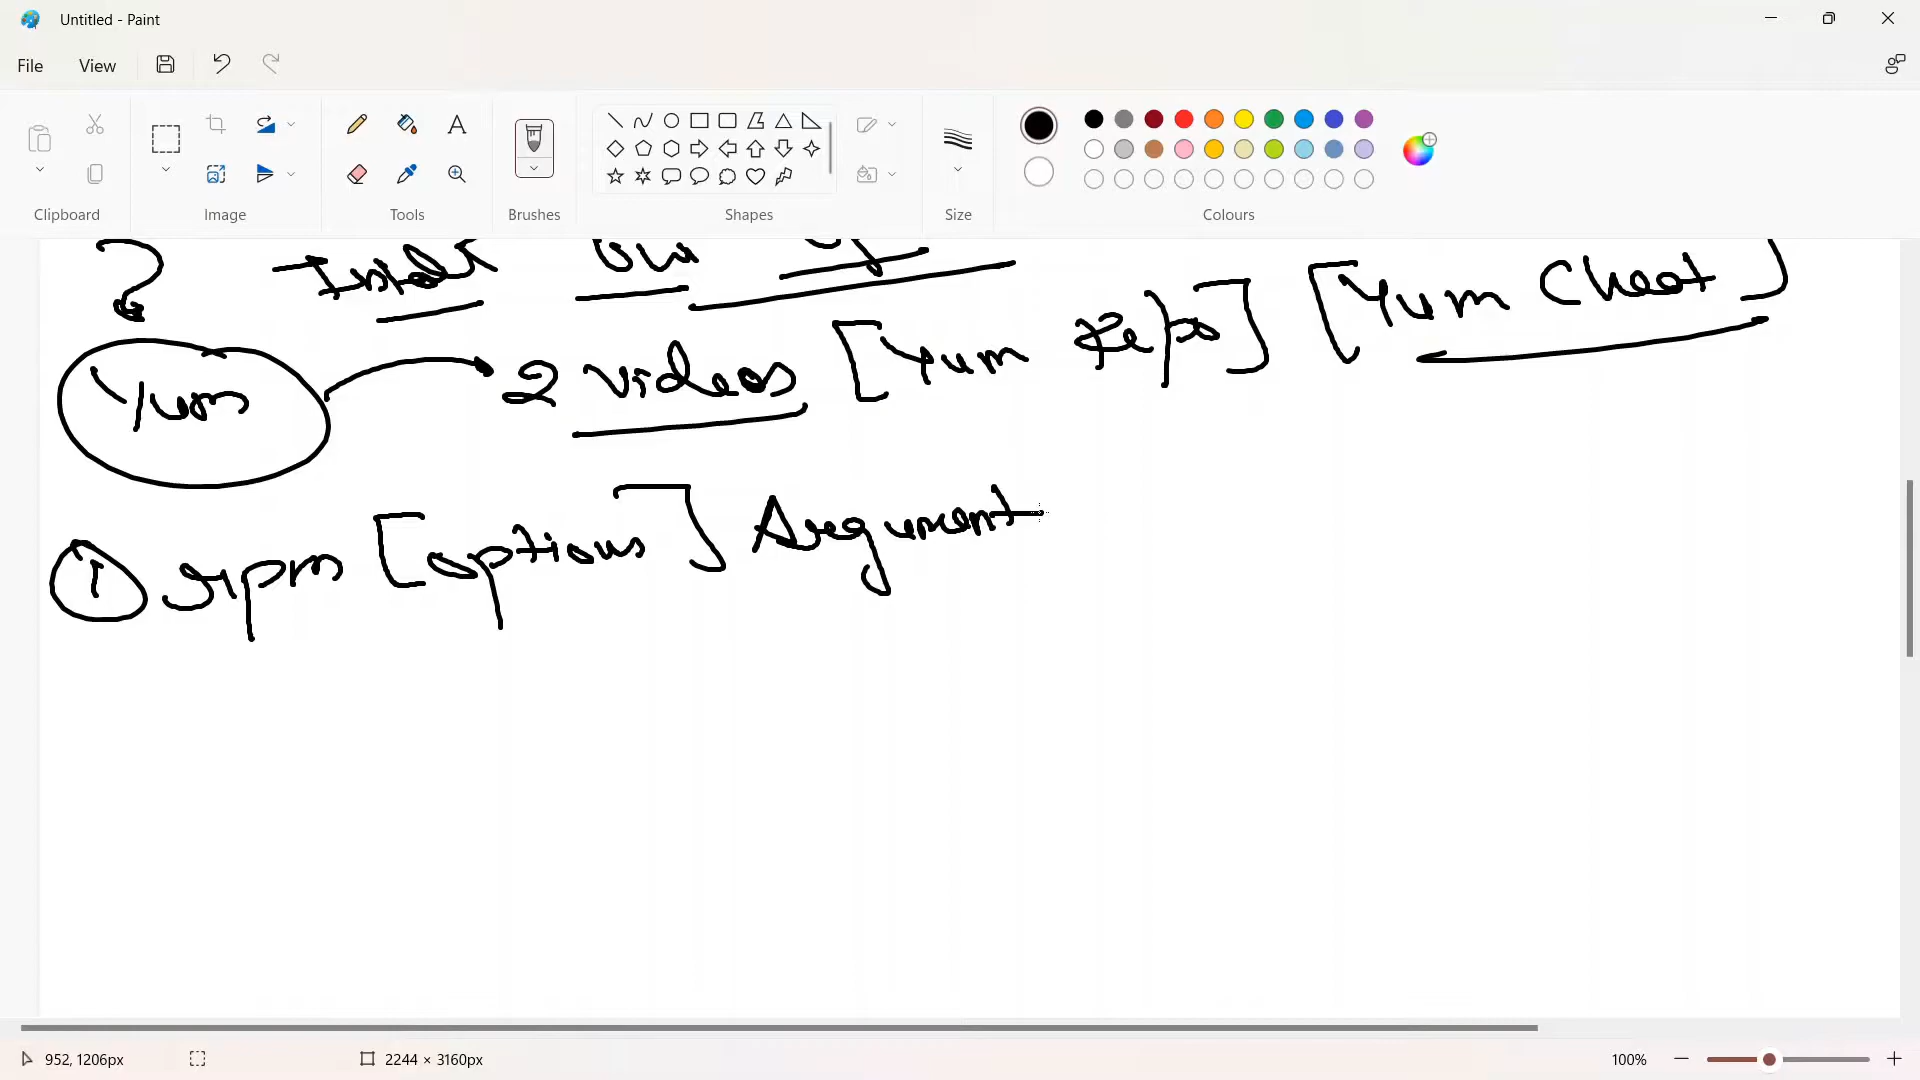 Untitled - Paint
File View
Clipboard Image Tools Brushes Shapes Size Colours
[Yum Cheat]
Yum 2 videos [Yum Repo]
1 rpm [options] Argument
952, 1206px 2244 × 3160px 100%